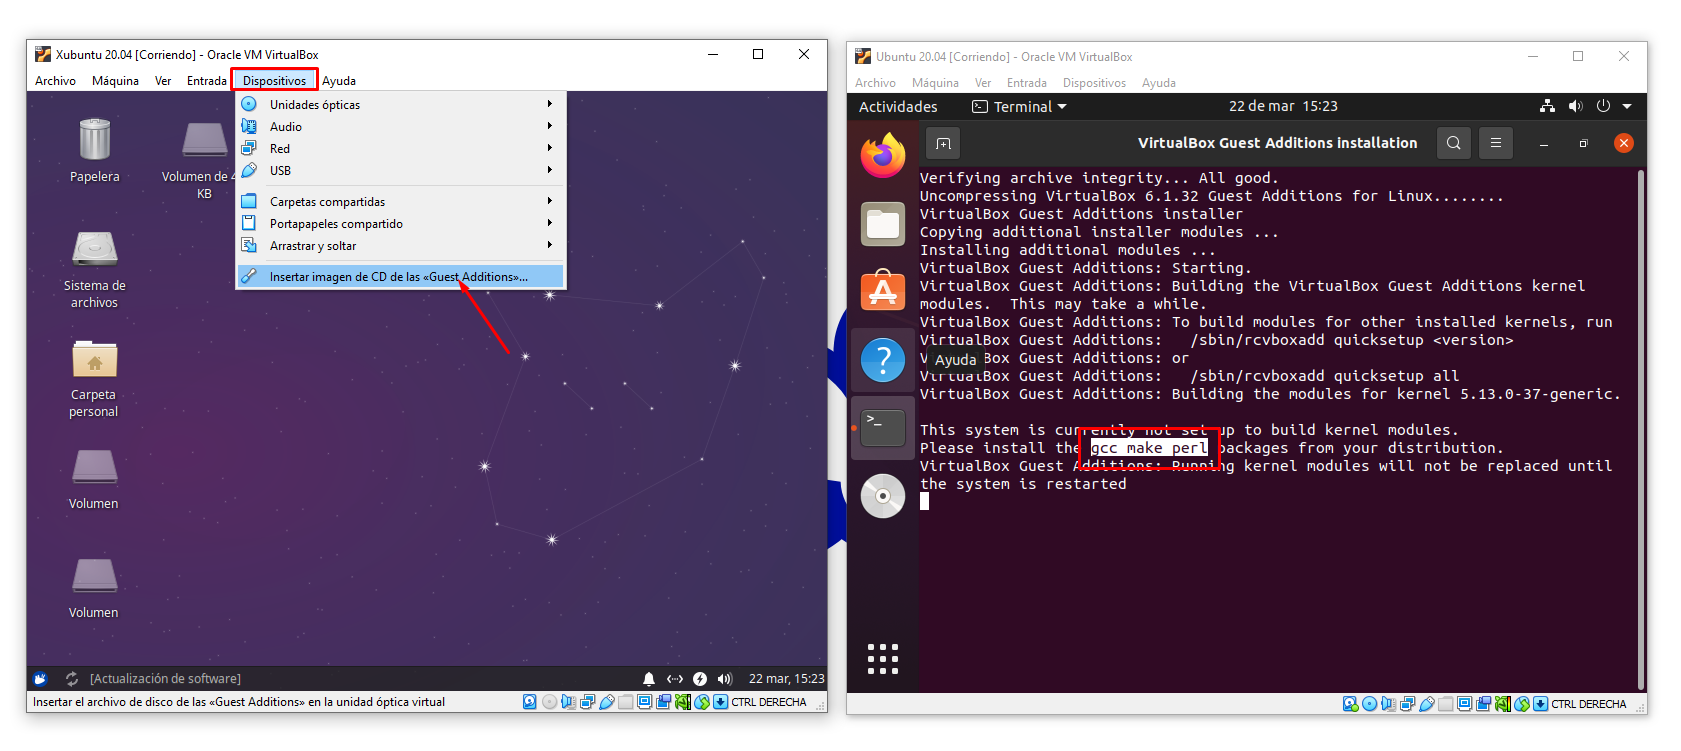 Xubuntu 20.04 [Corriendo] - Oracle VM VirtualBox
Archivo Máquina Ver Entrada Dispositivos Ayuda
Unidades ópticas
Audio
Red
USB
Carpetas compartidas
Portapapeles compartido
Arrastrar y soltar
Insertar imagen de CD de las «Guest Additions»...
Papelera
Volumen de 4
KB
Sistema de
archivos
Carpeta
personal
Volumen
Volumen
[Actualización de software]
22 mar, 15:23
Insertar el archivo de disco de las «Guest Additions» en la unidad óptica virtual
CTRL DERECHA
Ubuntu 20.04 [Corriendo] - Oracle VM VirtualBox
Archivo Máquina Ver Entrada Dispositivos Ayuda
Actividades
Terminal
22 de mar 15:23
VirtualBox Guest Additions installation
Verifying archive integrity... All good.
Uncompressing VirtualBox 6.1.32 Guest Additions for Linux........
VirtualBox Guest Additions installer
Copying additional installer modules ...
Installing additional modules ...
VirtualBox Guest Additions: Starting.
VirtualBox Guest Additions: Building the VirtualBox Guest Additions kernel
modules.  This may take a while.
VirtualBox Guest Additions: To build modules for other installed kernels, run
VirtualBox Guest Additions:   /sbin/rcvboxadd quicksetup <version>
VirtualBox Guest Additions: or
VirtualBox Guest Additions:   /sbin/rcvboxadd quicksetup all
VirtualBox Guest Additions: Building the modules for kernel 5.13.0-37-generic.
Ayuda
This system is currently not set up to build kernel modules.
Please install the gcc make perl packages from your distribution.
VirtualBox Guest Additions: Running kernel modules will not be replaced until
the system is restarted
CTRL DERECHA